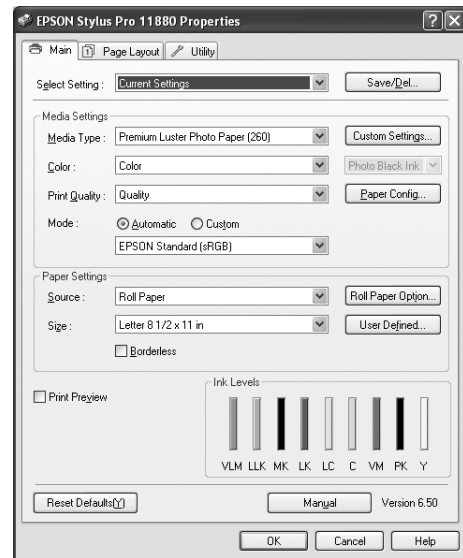 EPSON Stylus Pro 11880 Properties
Main Page Layout Utility
Select Setting : Current Settings Save/Del...
Media Settings
Media Type : Premium Luster Photo Paper (260) Custom Settings...
Color : Color Photo Black Ink
Print Quality : Quality Paper Config...
Mode : Automatic Custom
EPSON Standard (sRGB)
Paper Settings
Source : Roll Paper Roll Paper Option...
Size : Letter 8 1/2 x 11 in User Defined...
Borderless
Print Preview
Ink Levels
VLM LLK MK LK LC C VM PK Y
Reset Defaults(Y) Manual Version 6.50
OK Cancel Help